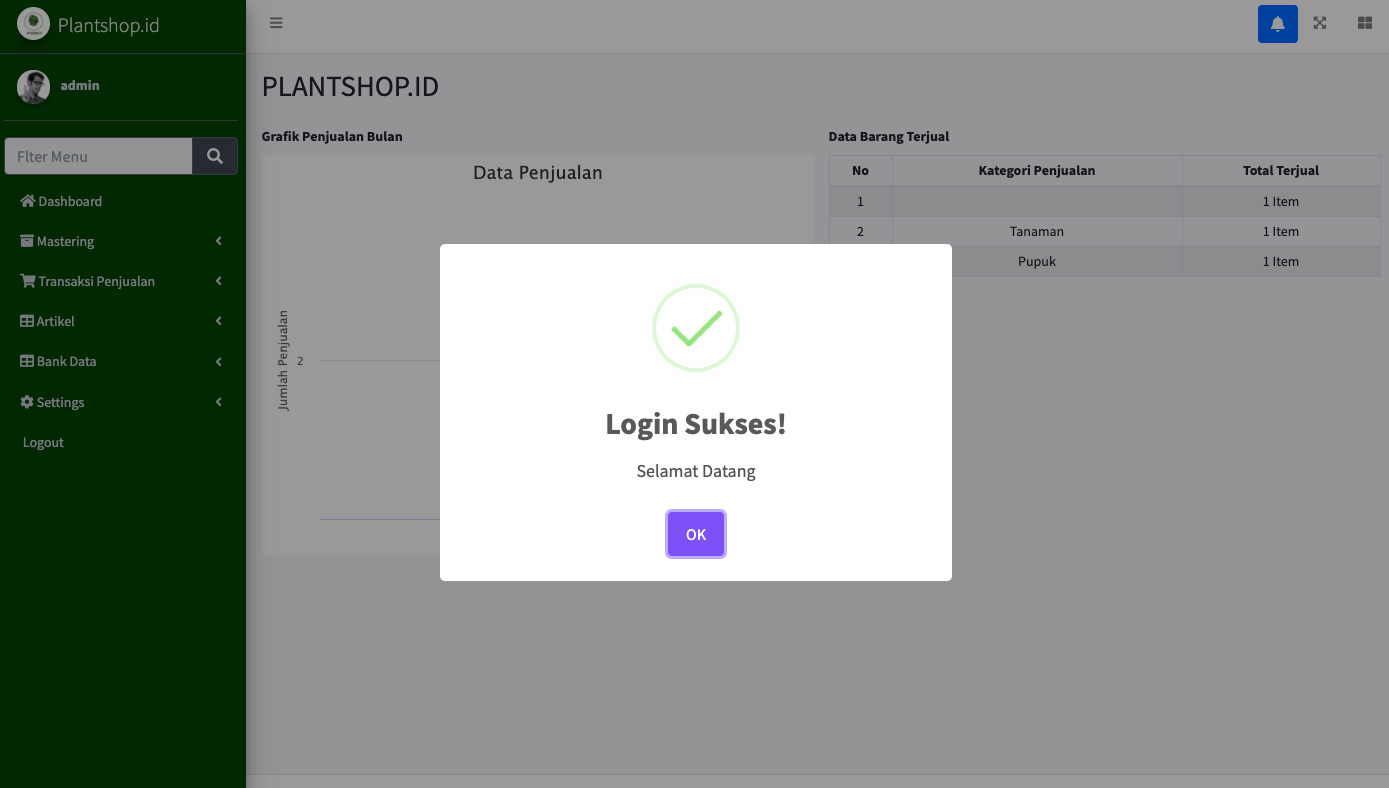 Plantshop.id
admin
Flter Menu
Dashboard
Mastering
Transaksi Penjualan
Artikel
Bank Data
Settings
Logout
PLANTSHOP.ID
Grafik Penjualan Bulan
Data Penjualan
Jumlah Penjualan
2
Data Barang Terjual
No Kategori Penjualan Total Terjual
1 1 Item
2 Tanaman 1 Item
Pupuk 1 Item
Login Sukses!
Selamat Datang
OK